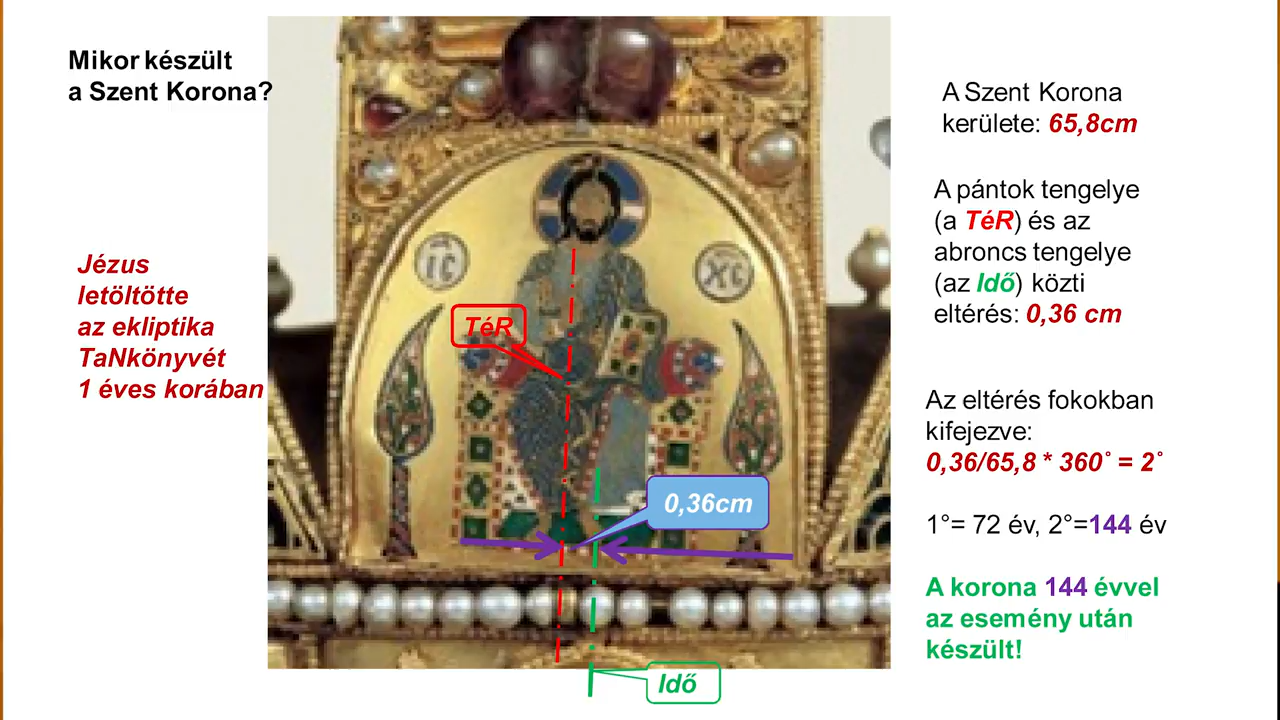 Mikor készült
a Szent Korona?
Jézus
letöltötte
az ekliptika
TaNkönyvét
1 éves korában
IC
XC
TéR
0,36cm
Idő
A Szent Korona
kerülete: 65,8cm
A pántok tengelye
(a TéR) és az
abroncs tengelye
(az Idő) közti
eltérés: 0,36 cm
Az eltérés fokokban
kifejezve:
0,36/65,8 * 360˚ = 2˚
1°= 72 év, 2°=144 év
A korona 144 évvel
az esemény után
készült!